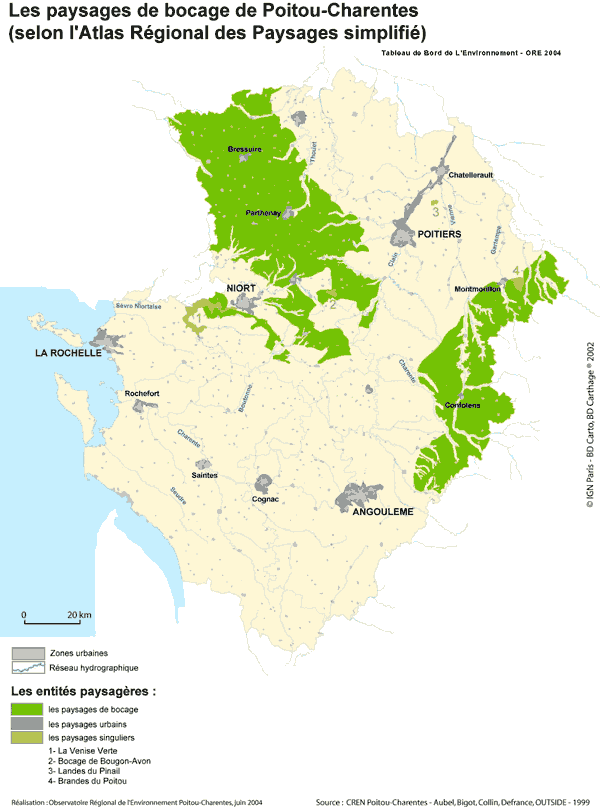 Les paysages de bocage de Poitou-Charentes
(selon l'Atlas Régional des Paysages simplifié)
Tableau de Bord de L'Environnement - ORE 2004
Bressuire
Thouet
Chatellerault
Parthenay
3
Vienne
POITIERS
Clain
Gartempe
4
Montmorillon
NIORT
2
Sèvre Niortaise
1
LA ROCHELLE
Charente
Rochefort
Boutonne
Confolens
Charente
Saintes
Seudre
Cognac
ANGOULEME
© IGN Paris - BD Carto, BD Carthage ® 2002
0 20 km
Zones urbaines
Réseau hydrographique
Les entités paysagères :
les paysages de bocage
les paysages urbains
les paysages singuliers
1- La Venise Verte
2- Bocage de Bougon-Avon
3- Landes du Pinail
4- Brandes du Poitou
Réalisation : Observatoire Régional de l'Environnement Poitou-Charentes, juin 2004
Source : CREN Poitou-Charentes - Aubel, Bigot, Collin, Defrance, OUTSIDE - 1999